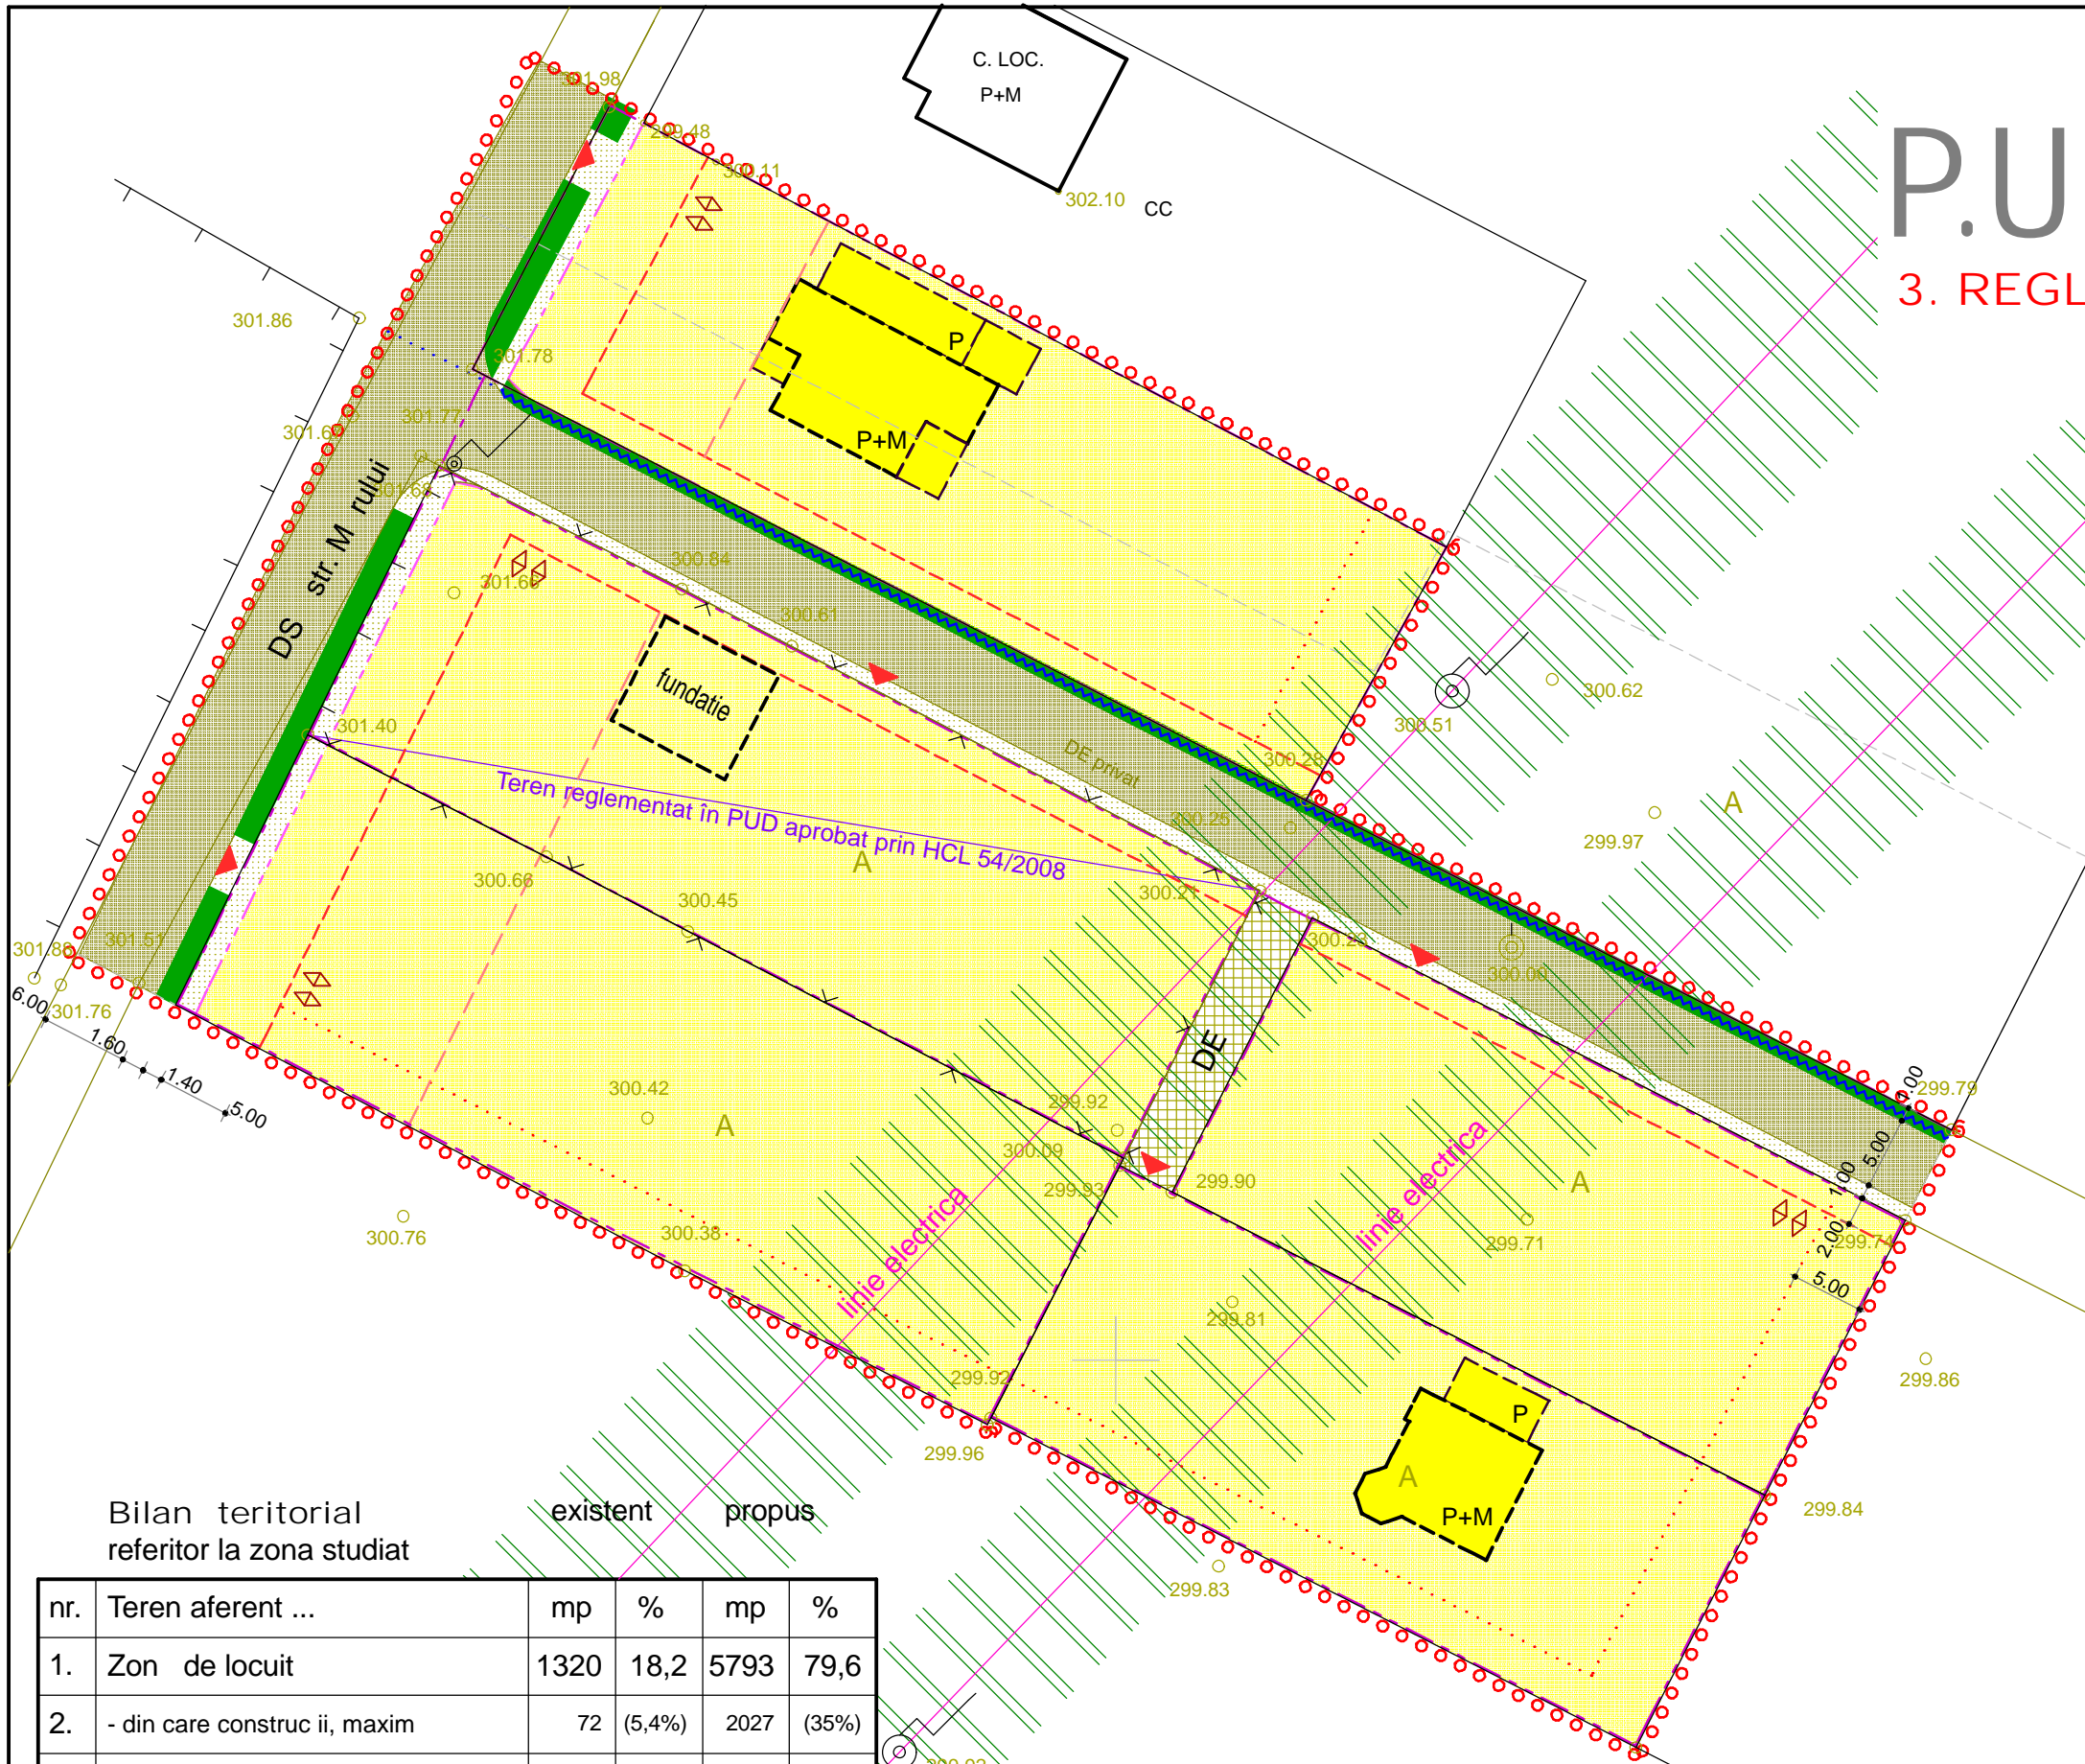 C. LOC.
P+M
302.10
CC
P.U
3. REGL
301.98
299.48
300.11
301.86
301.78
301.77
P
P+M
DS str. M rului
301.66
300.84
300.61
fundatie
301.40
DE privat
300.28
300.51
300.62
299.97
A
Teren reglementat în PUD aprobat prin HCL 54/2008
A
300.25
300.66
300.45
300.21
300.23
301.88
301.51
301.76
6.00
1.60
1.40
5.00
DE
300.42
A
299.92
300.09
299.93
299.90
300.76
300.38
linie electrica
linie electrica
299.71
A
299.79
1.00
5.00
1.00
2.00
299.74
5.00
299.81
299.86
299.92
299.96
P
A
P+M
299.84
299.83
Bilan teritorial existent propus
referitor la zona studiat
nr. Teren aferent ... mp % mp %
1. Zon de locuit 1320 18,2 5793 79,6
2. - din care construc ii, maxim 72 (5,4%) 2027 (35%)